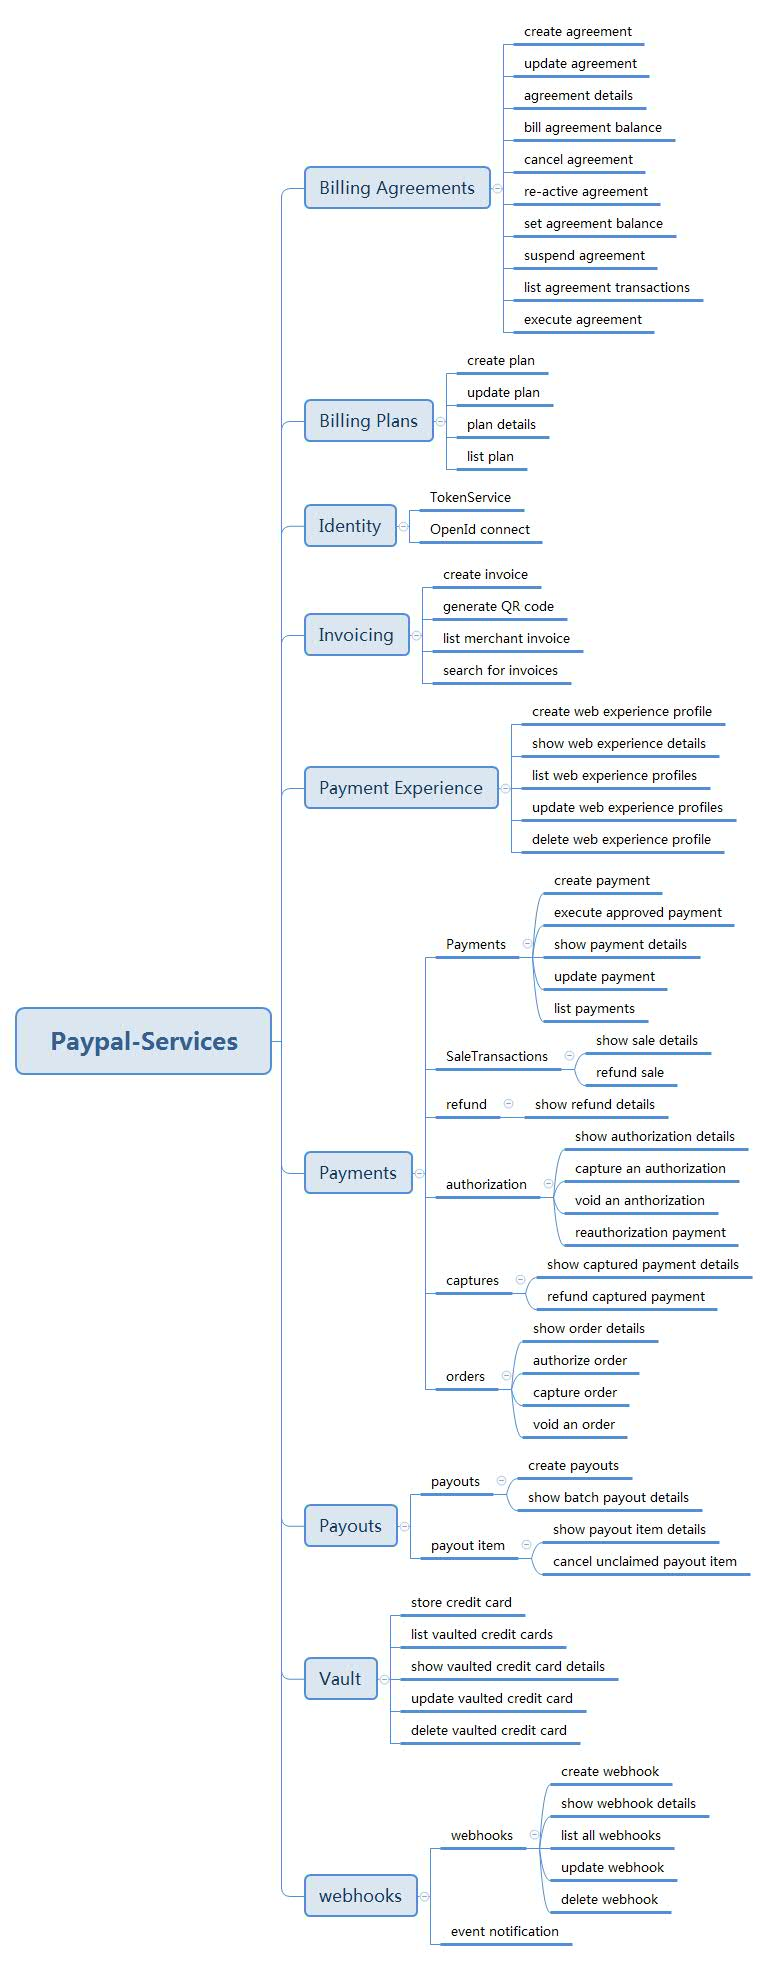 Paypal-Services
Billing Agreements
create agreement
update agreement
agreement details
bill agreement balance
cancel agreement
re-active agreement
set agreement balance
suspend agreement
list agreement transactions
execute agreement
Billing Plans
create plan
update plan
plan details
list plan
Identity
TokenService
OpenId connect
Invoicing
create invoice
generate QR code
list merchant invoice
search for invoices
Payment Experience
create web experience profile
show web experience details
list web experience profiles
update web experience profiles
delete web experience profile
Payments
Payments
create payment
execute approved payment
show payment details
update payment
list payments
SaleTransactions
show sale details
refund sale
refund
show refund details
authorization
show authorization details
capture an authorization
void an anthorization
reauthorization payment
captures
show captured payment details
refund captured payment
orders
show order details
authorize order
capture order
void an order
Payouts
payouts
create payouts
show batch payout details
payout item
show payout item details
cancel unclaimed payout item
Vault
store credit card
list vaulted credit cards
show vaulted credit card details
update vaulted credit card
delete vaulted credit card
webhooks
webhooks
create webhook
show webhook details
list all webhooks
update webhook
delete webhook
event notification